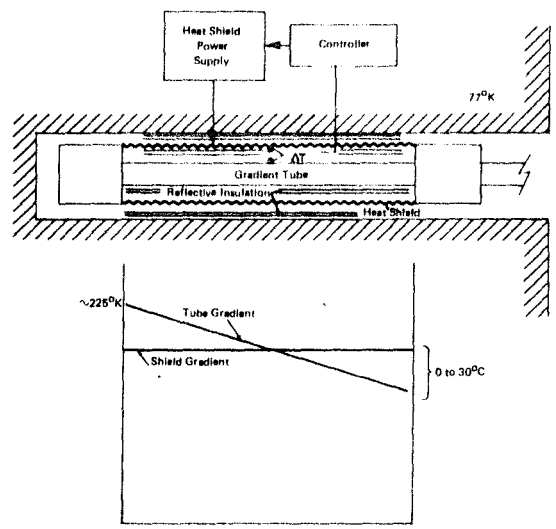 Heat Shield
Power
Supply
Controller
77°K
ΔT
Gradient Tube
Reflective Insulation
Heat Shield
~225°K
Tube Gradient
Shield Gradient
0 to 30°C